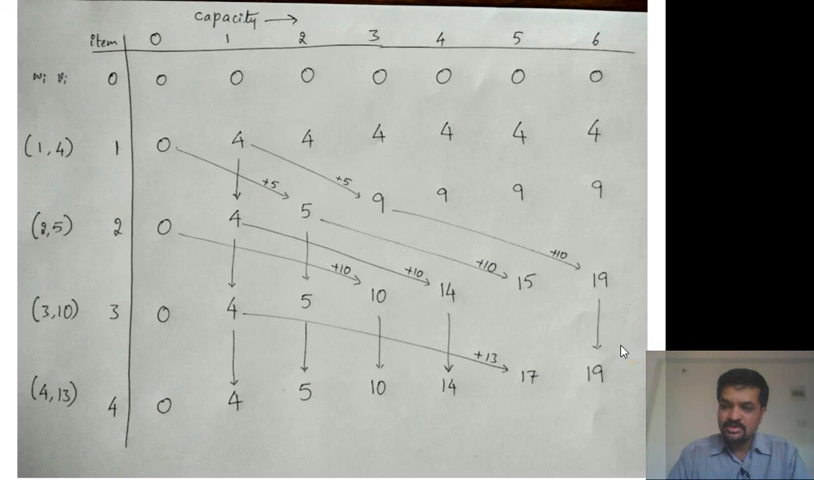 capacity →
item 0 1 2 3 4 5 6
wi vi 0 0 0 0 0 0 0 0
(1,4) 1 0 4 4 4 4 4 4
+5 +5
(2,5) 2 0 4 5 9 9 9 9
+10 +10 +10 +10
(3,10) 3 0 4 5 10 14 15 19
+13
(4,13) 4 0 4 5 10 14 17 19